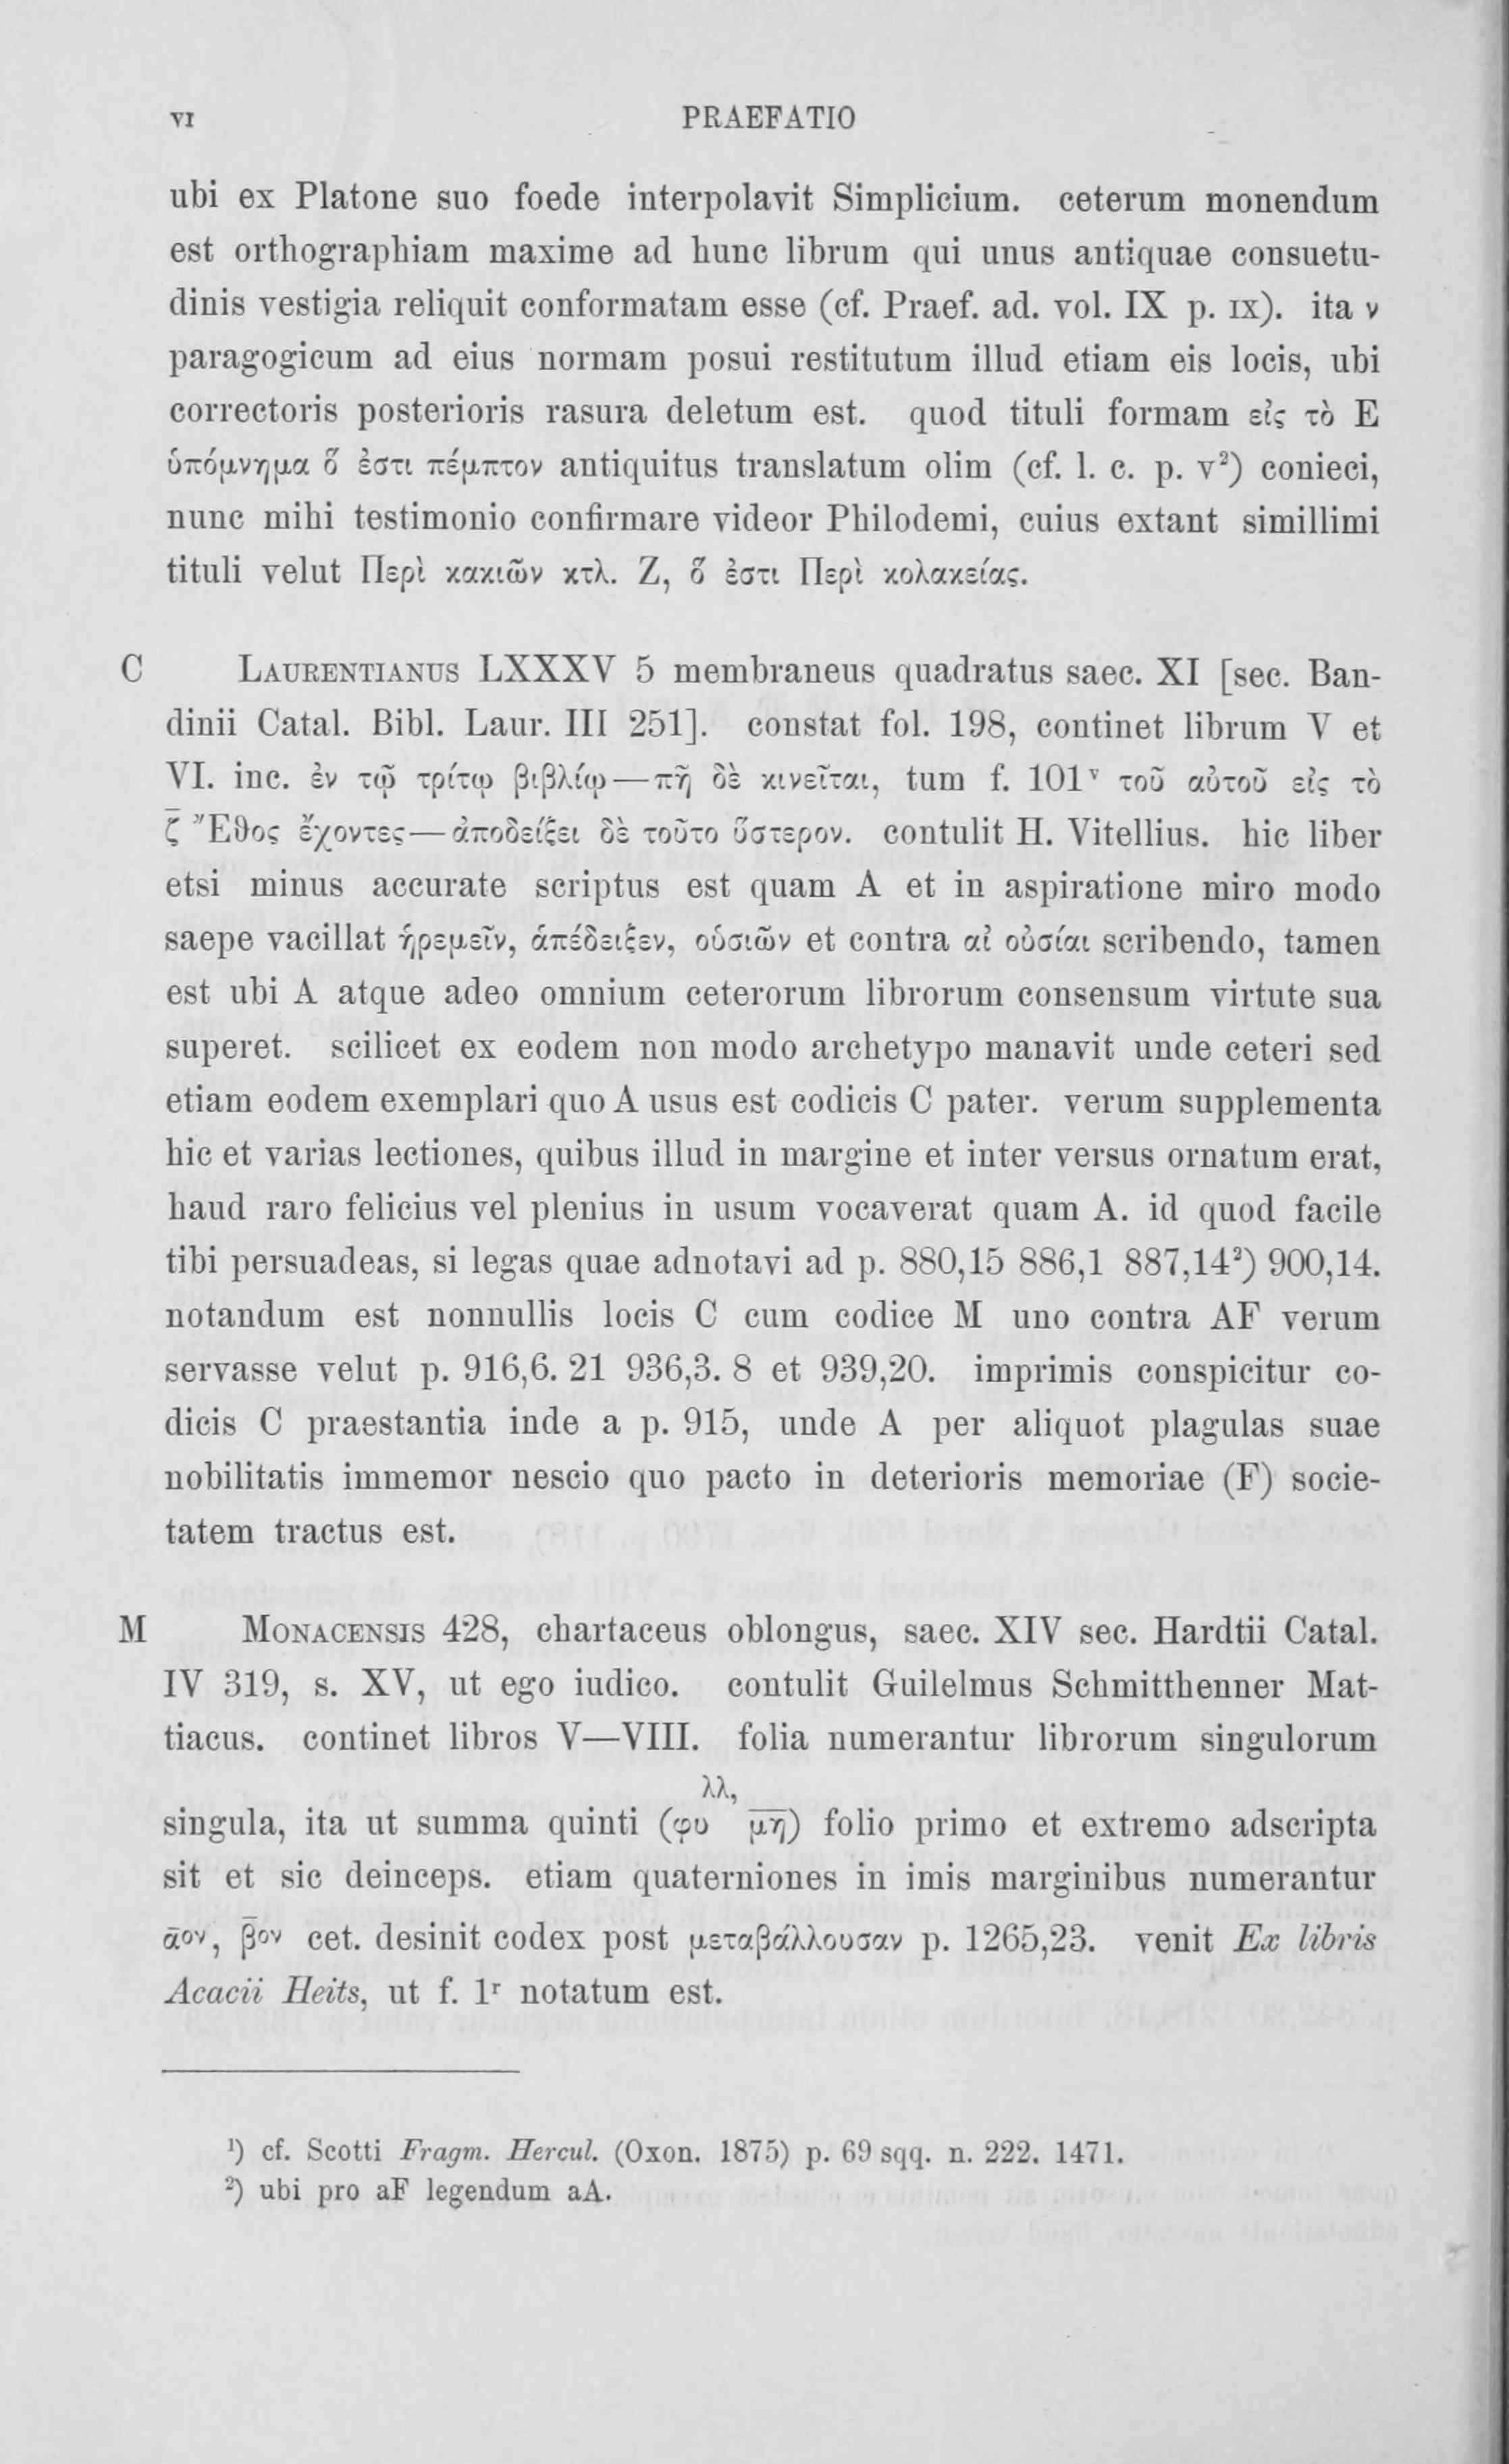 VI PRAEFATIO
ubi ex Platone suo foede interpolavit Simplicium. ceterum monendum
est orthographiam maxime ad hunc librum qui unus antiquae consuetu-
dinis vestigia reliquit conformatam esse (cf. Praef. ad. vol. IX p. IX). ita ν
paragogicum ad eius normam posui restitutum illud etiam eis locis, ubi
correctoris posterioris rasura deletum est. quod tituli formam εἰς τὸ Ε
ὑπόμνημα ὅ ἐστι πέμπτον antiquitus translatum olim (cf. l. c. p. v²) conieci,
nunc mihi testimonio confirmare videor Philodemi, cuius extant simillimi
tituli velut Περὶ κακιῶν κτλ. Ζ, ὅ ἐστι Περὶ κολακείας.
C LAURENTIANUS LXXXV 5 membraneus quadratus saec. XI [sec. Ban-
dinii Catal. Bibl. Laur. III 251]. constat fol. 198, continet librum V et
VI. inc. ἐν τῷ τρίτῳ βιβλίῳ—πῆ δὲ κινεῖται, tum f. 101ᵛ τοῦ αὐτοῦ εἰς τὸ
ζ̄ Ἔθος ἔχοντες—ἀποδείξει δὲ τοῦτο ὕστερον. contulit H. Vitellius. hic liber
etsi minus accurate scriptus est quam A et in aspiratione miro modo
saepe vacillat ἡρεμεῖν, ἁπέδειξεν, οὑσιῶν et contra αἰ οὐσίαι scribendo, tamen
est ubi A atque adeo omnium ceterorum librorum consensum virtute sua
superet. scilicet ex eodem non modo archetypo manavit unde ceteri sed
etiam eodem exemplari quo A usus est codicis C pater. verum supplementa
hic et varias lectiones, quibus illud in margine et inter versus ornatum erat,
haud raro felicius vel plenius in usum vocaverat quam A. id quod facile
tibi persuadeas, si legas quae adnotavi ad p. 880,15 886,1 887,14²) 900,14.
notandum est nonnullis locis C cum codice M uno contra AF verum
servasse velut p. 916,6. 21 936,3. 8 et 939,20. imprimis conspicitur co-
dicis C praestantia inde a p. 915, unde A per aliquot plagulas suae
nobilitatis immemor nescio quo pacto in deterioris memoriae (F) socie-
tatem tractus est.
M MONACENSIS 428, chartaceus oblongus, saec. XIV sec. Hardtii Catal.
IV 319, s. XV, ut ego iudico. contulit Guilelmus Schmitthenner Mat-
tiacus. continet libros V—VIII. folia numerantur librorum singulorum
singula, ita ut summa quinti (φυ λλ, μη) folio primo et extremo adscripta
sit et sic deinceps. etiam quaterniones in imis marginibus numerantur
ᾱον, β̄ον cet. desinit codex post μεταβάλλουσαν p. 1265,23. venit Ex libris
Acacii Heits, ut f. 1ʳ notatum est.
¹) cf. Scotti Fragm. Hercul. (Oxon. 1875) p. 69 sqq. n. 222. 1471.
²) ubi pro aF legendum aA.